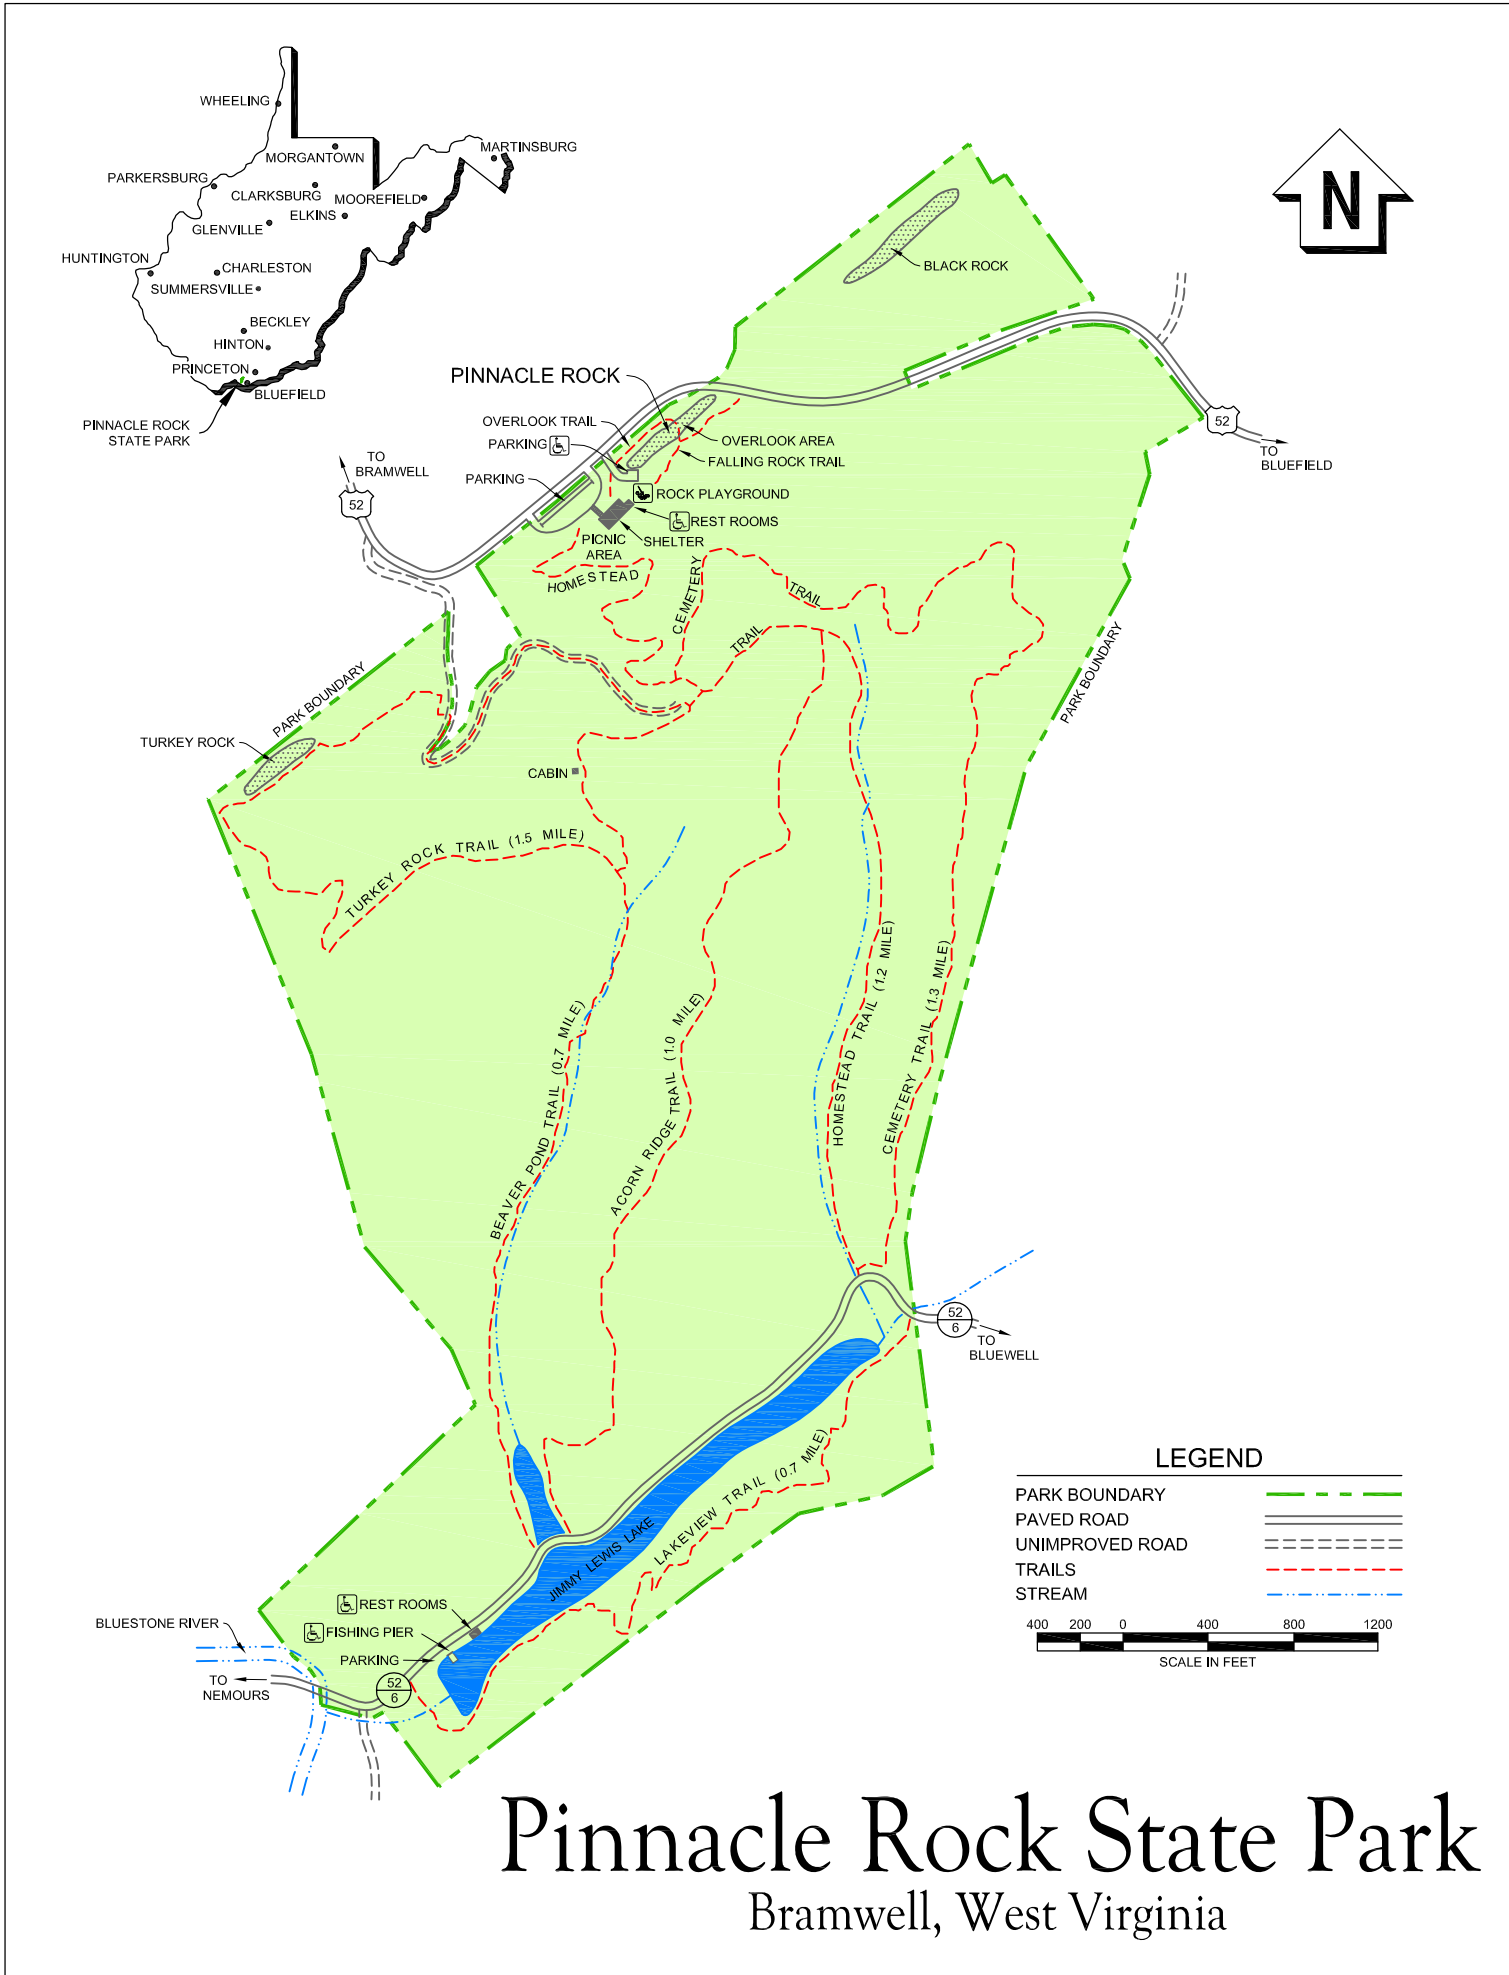 WHEELING
MORGANTOWN
MARTINSBURG
PARKERSBURG
CLARKSBURG
MOOREFIELD
ELKINS
GLENVILLE
HUNTINGTON
CHARLESTON
SUMMERSVILLE
BECKLEY
HINTON
PRINCETON
BLUEFIELD
PINNACLE ROCK
STATE PARK
N
BLACK ROCK
PINNACLE ROCK
OVERLOOK TRAIL
PARKING
OVERLOOK AREA
FALLING ROCK TRAIL
PARKING
ROCK PLAYGROUND
REST ROOMS
SHELTER
PICNIC
AREA
TO
BRAMWELL
52
52
TO
BLUEFIELD
HOMESTEAD
TRAIL
CEMETERY
TRAIL
PARK BOUNDARY
PARK BOUNDARY
TURKEY ROCK
CABIN
TURKEY ROCK TRAIL (1.5 MILE)
BEAVER POND TRAIL (0.7 MILE)
ACORN RIDGE TRAIL (1.0 MILE)
HOMESTEAD TRAIL (1.2 MILE)
CEMETERY TRAIL (1.3 MILE)
52
6
TO
BLUEWELL
LAKEVIEW TRAIL (0.7 MILE)
JIMMY LEWIS LAKE
REST ROOMS
FISHING PIER
PARKING
BLUESTONE RIVER
TO
NEMOURS
52
6
LEGEND
PARK BOUNDARY
PAVED ROAD
UNIMPROVED ROAD
TRAILS
STREAM
400 200 0 400 800 1200
SCALE IN FEET
Pinnacle Rock State Park
Bramwell, West Virginia